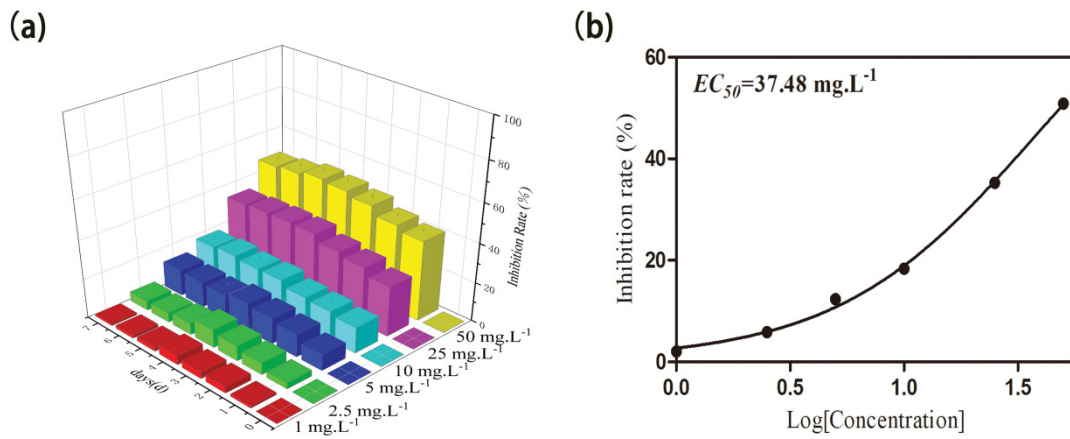 (a)
100
80
60
40
20
0
Inhibition Rate (%)
7
6
5
4
3
2
1
0
days(d)
50 mg.L⁻¹
25 mg.L⁻¹
10 mg.L⁻¹
5 mg.L⁻¹
2.5 mg.L⁻¹
1 mg.L⁻¹
(b)
EC₅₀=37.48 mg.L⁻¹
60
40
20
0
Inhibition rate (%)
0.0
0.5
1.0
1.5
Log[Concentration]